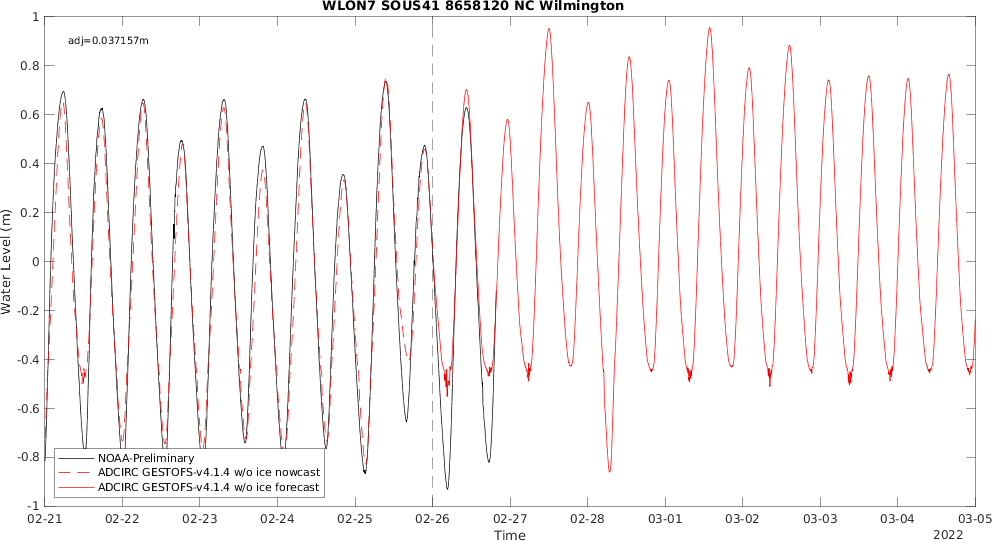 WLON7 SOUS41 8658120 NC Wilmington
adj=0.037157m
1
0.8
0.6
0.4
0.2
0
-0.2
-0.4
-0.6
-0.8
-1
Water Level (m)
NOAA-Preliminary
ADCIRC GESTOFS-v4.1.4 w/o ice nowcast
ADCIRC GESTOFS-v4.1.4 w/o ice forecast
02-21 02-22 02-23 02-24 02-25 02-26 02-27 02-28 03-01 03-02 03-03 03-04 03-05
Time
2022